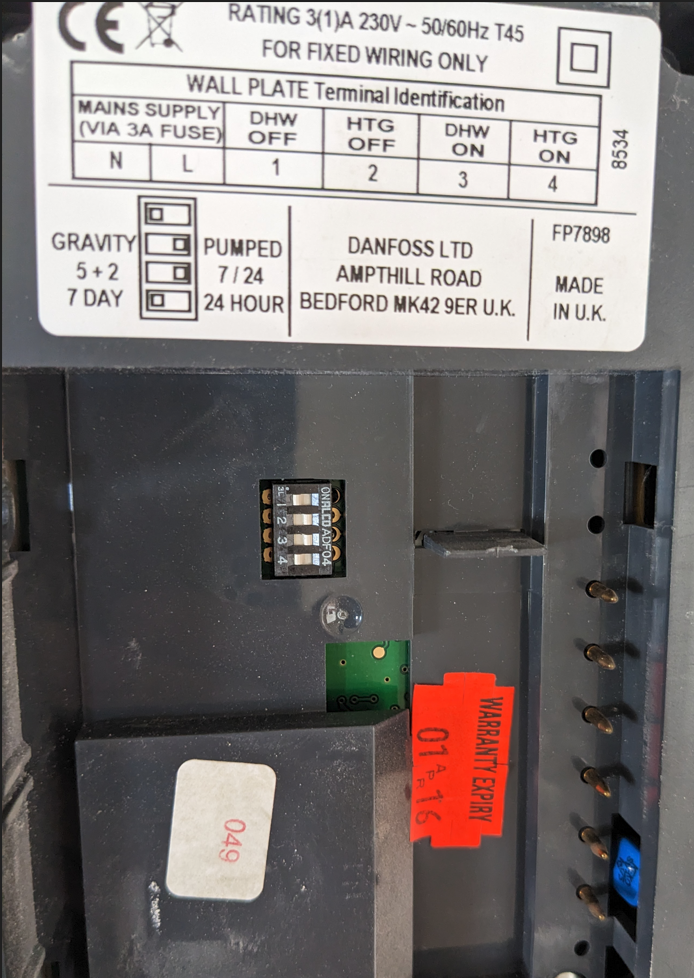 CE
RATING 3(1)A 230V ~ 50/60Hz T45
FOR FIXED WIRING ONLY
WALL PLATE Terminal Identification
MAINS SUPPLY
(VIA 3A FUSE)
DHW
OFF
HTG
OFF
DHW
ON
HTG
ON
N
L
1
2
3
4
8534
GRAVITY
PUMPED
5 + 2
7 / 24
7 DAY
24 HOUR
DANFOSS LTD
AMPTHILL ROAD
BEDFORD MK42 9ER U.K.
FP7898
MADE
IN U.K.
2
3
4
WARRANTY EXPIRY
01 APR 16
049